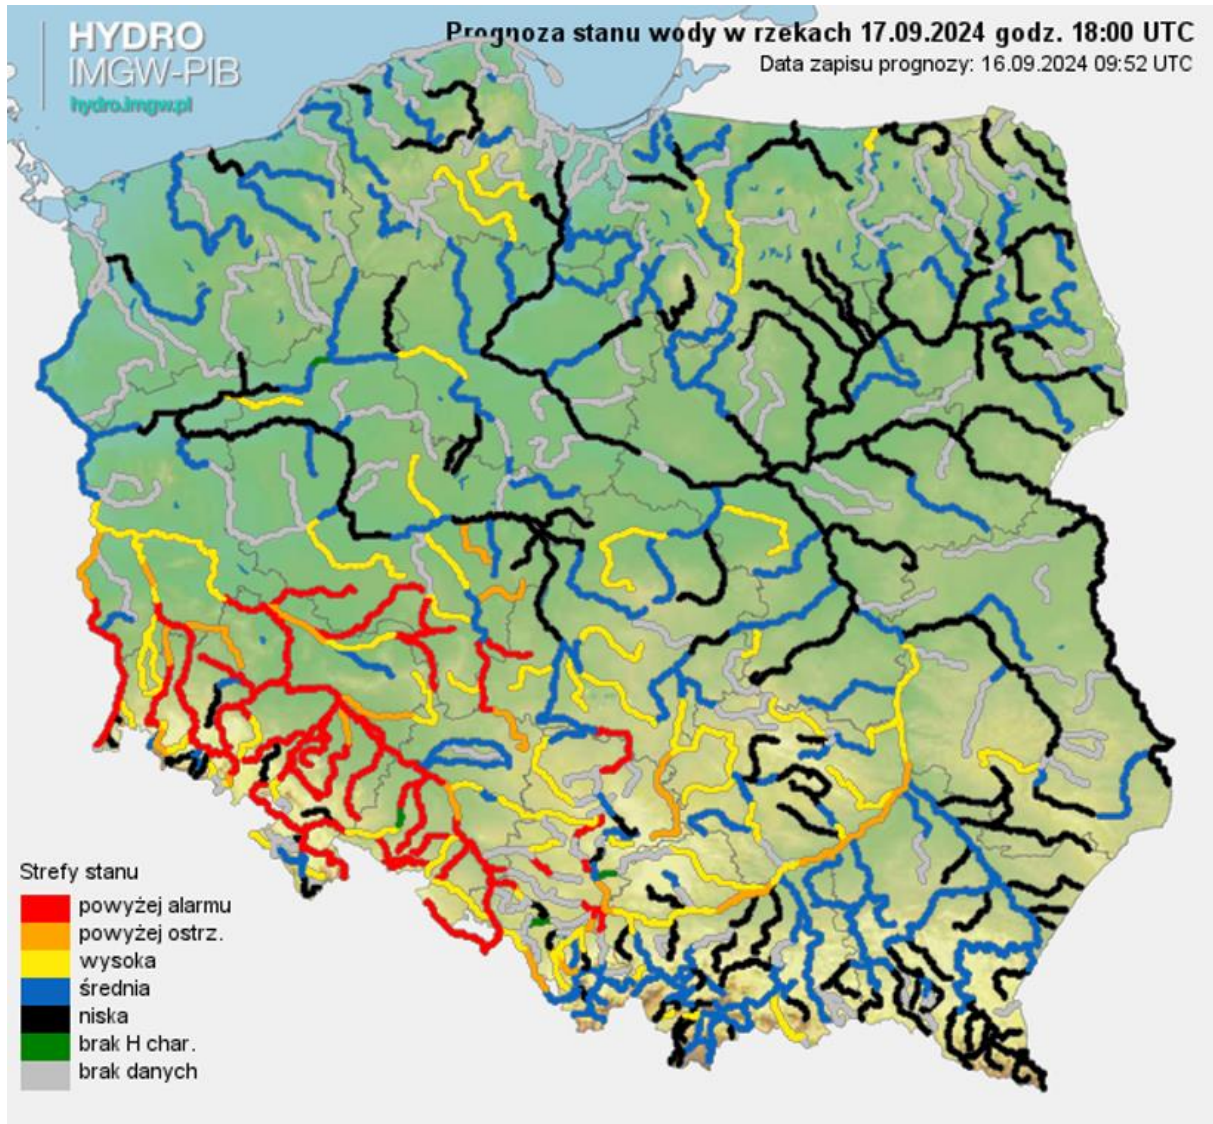 HYDRO
IMGW-PIB
hydro.imgw.pl
Prognoza stanu wody w rzekach 17.09.2024 godz. 18:00 UTC
Data zapisu prognozy: 16.09.2024 09:52 UTC
Strefy stanu
powyżej alarmu
powyżej ostrz.
wysoka
średnia
niska
brak H char.
brak danych